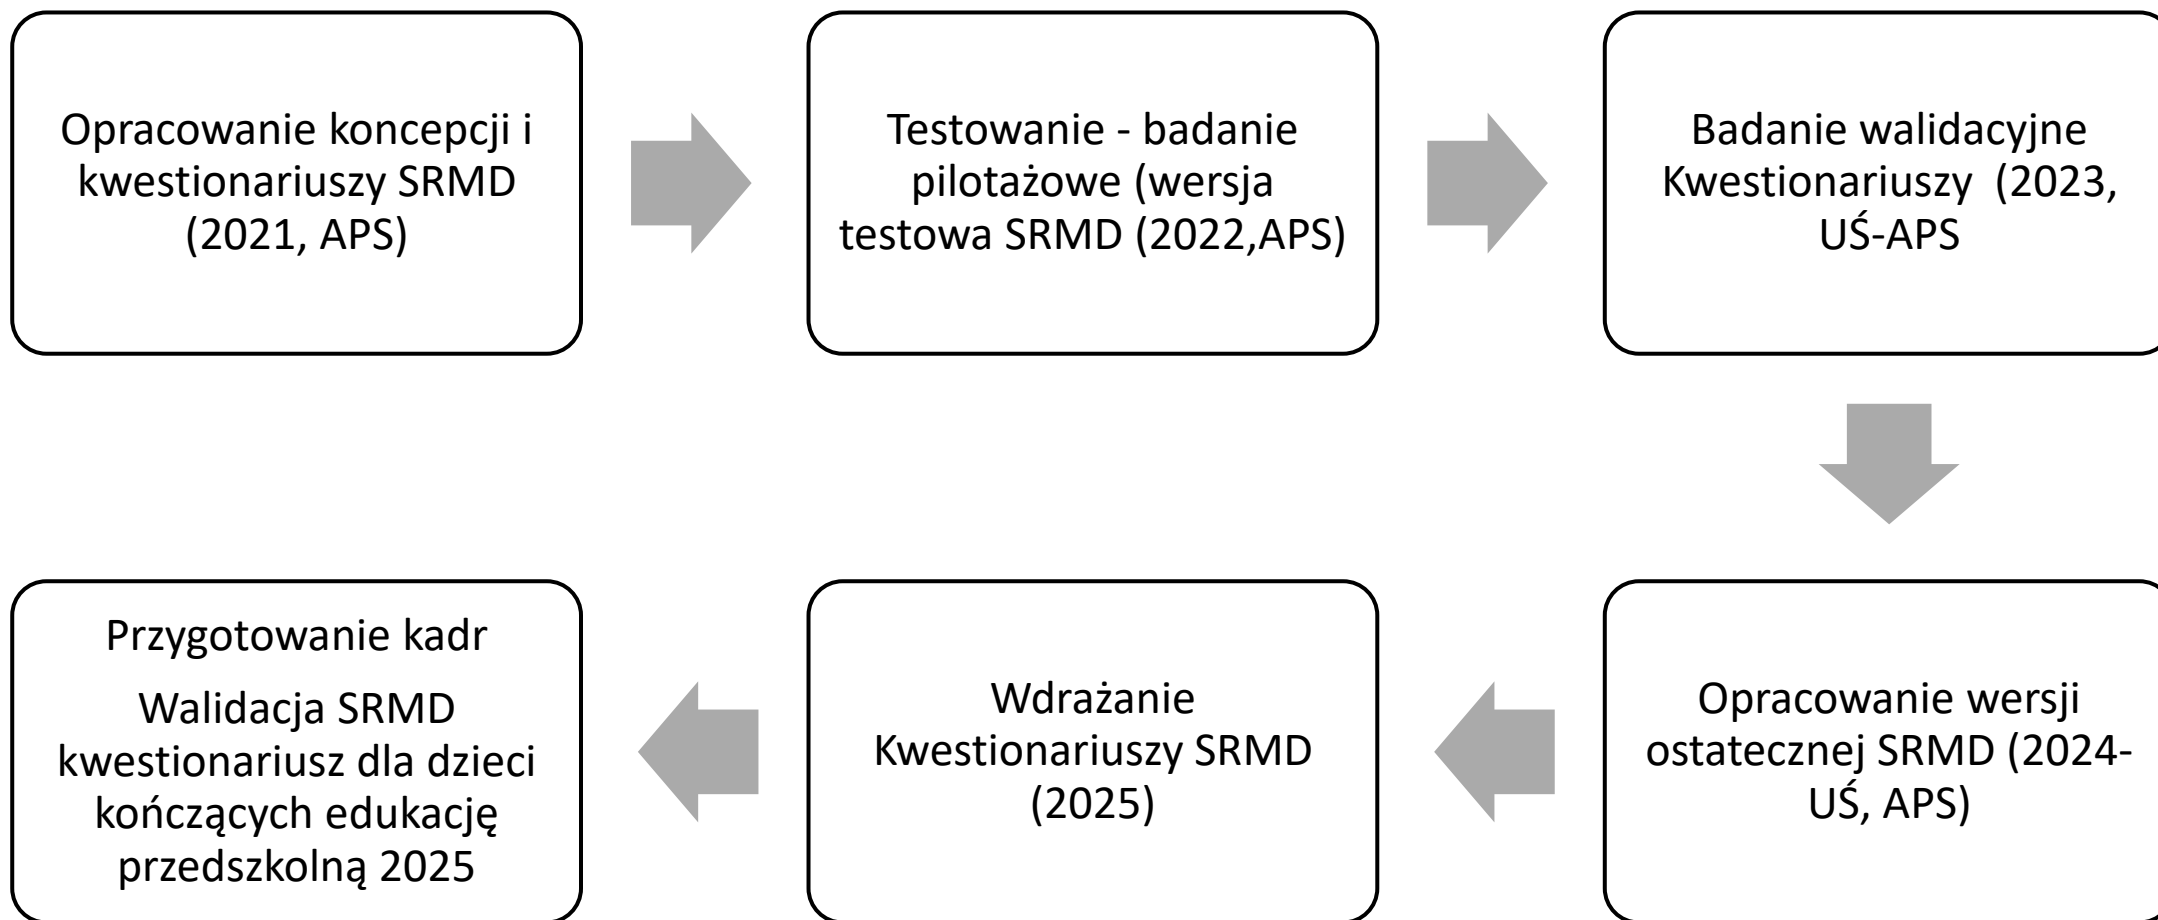 Opracowanie koncepcji i
kwestionariuszy SRMD
(2021, APS)
Testowanie - badanie
pilotażowe (wersja
testowa SRMD (2022,APS)
Badanie walidacyjne
Kwestionariuszy  (2023,
UŚ-APS
Opracowanie wersji
ostatecznej SRMD (2024-
UŚ, APS)
Wdrażanie
Kwestionariuszy SRMD
(2025)
Przygotowanie kadr
Walidacja SRMD
kwestionariusz dla dzieci
kończących edukację
przedszkolną 2025